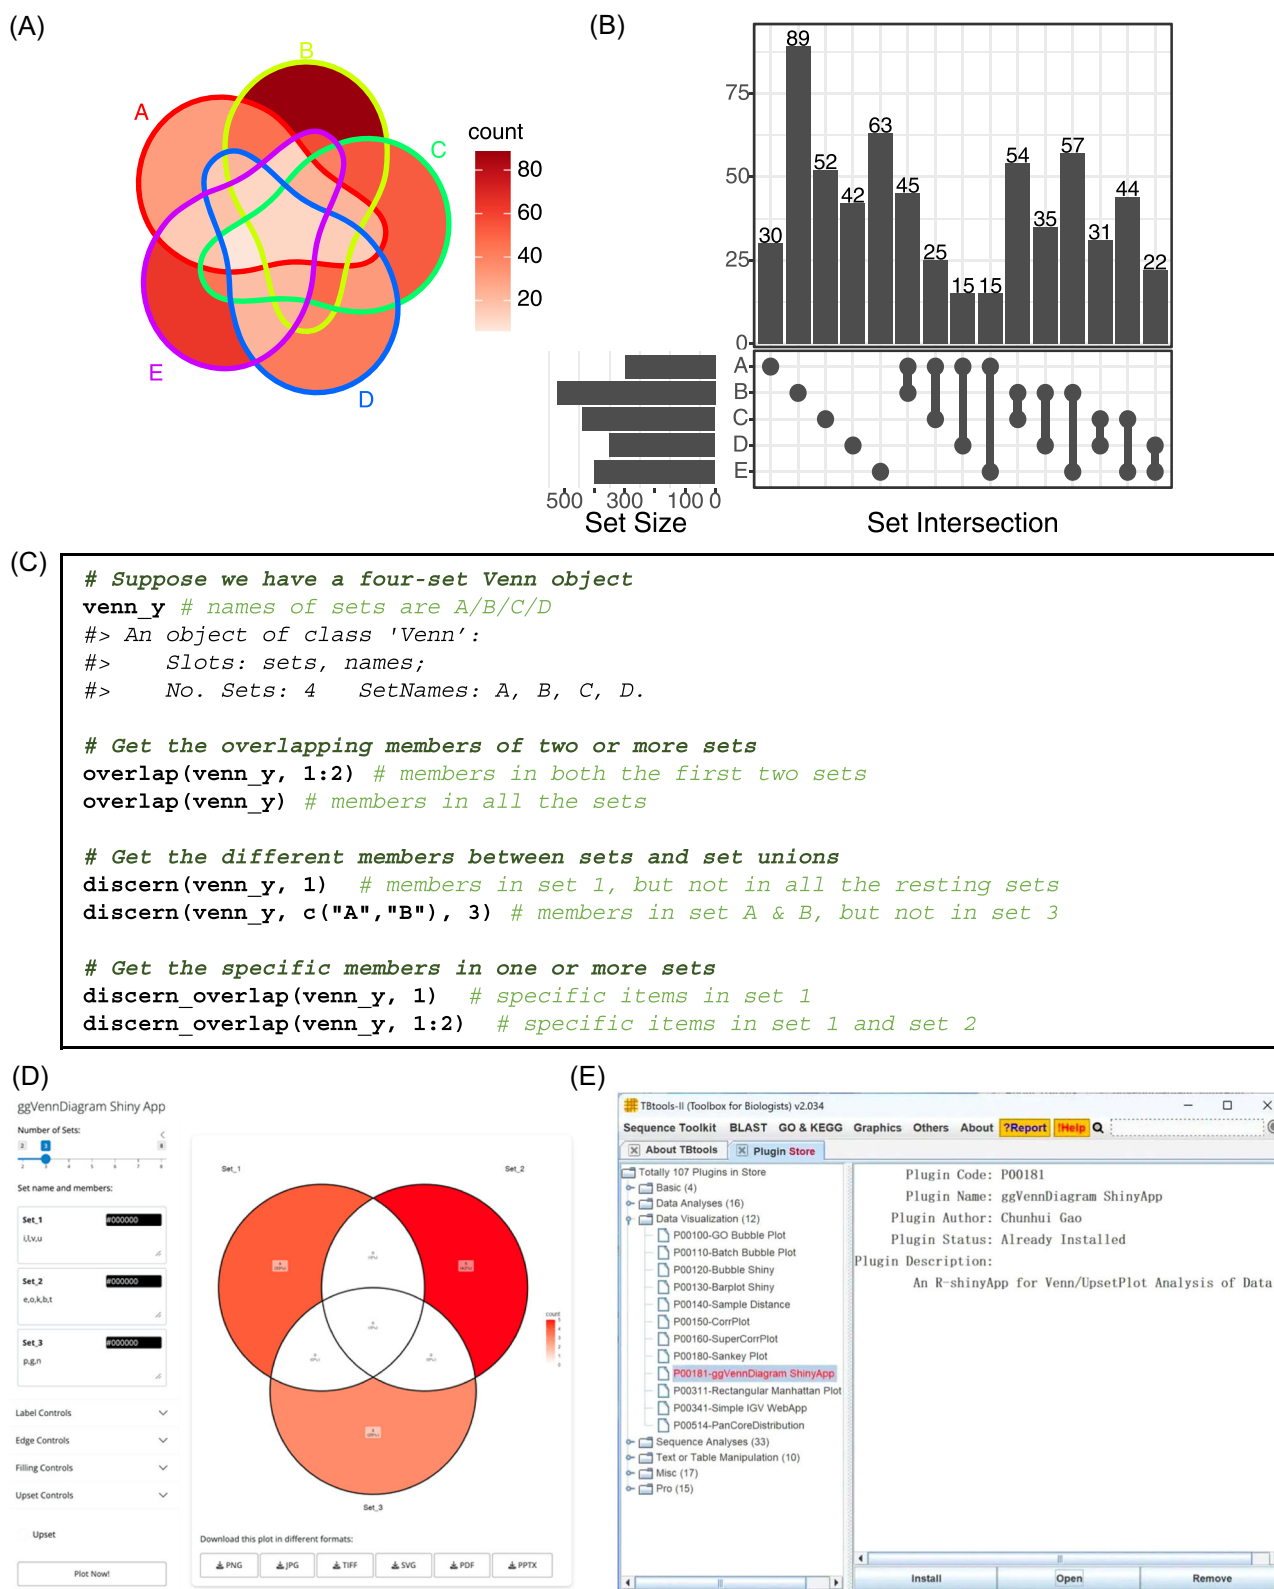 (A)
B
A
C
E
D
count
80
60
40
20
(B)
89
52
42
63
45
25
15
15
54
35
57
31
44
22
30
75
50
25
0
A
B
C
D
E
500 300 100 0
Set Size
Set Intersection
(C)
# Suppose we have a four-set Venn object
venn_y # names of sets are A/B/C/D
#> An object of class 'Venn':
#> Slots: sets, names;
#> No. Sets: 4 SetNames: A, B, C, D.
# Get the overlapping members of two or more sets
overlap(venn_y, 1:2) # members in both the first two sets
overlap(venn_y) # members in all the sets
# Get the different members between sets and set unions
discern(venn_y, 1) # members in set 1, but not in all the resting sets
discern(venn_y, c("A","B"), 3) # members in set A & B, but not in set 3
# Get the specific members in one or more sets
discern_overlap(venn_y, 1) # specific items in set 1
discern_overlap(venn_y, 1:2) # specific items in set 1 and set 2
(D)
ggVennDiagram Shiny App
Number of Sets:
2 3 8
2 3 4 5 6 7 8
Set name and members:
Set_1 #000000
i,l,v,u
Set_2 #000000
e,o,k,b,t
Set_3 #000000
p,g,n
Label Controls
Edge Controls
Filling Controls
Upset Controls
Upset
Plot Now!
Set_1
Set_2
Set_3
count
Download this plot in different formats:
PNG JPG TIFF SVG PDF PPTX
(E)
TBtools-II (Toolbox for Biologists) v2.034
Sequence Toolkit BLAST GO & KEGG Graphics Others About ?Report !Help
About TBtools Plugin Store
Totally 107 Plugins in Store
Basic (4)
Data Analyses (16)
Data Visualization (12)
P00100-GO Bubble Plot
P00110-Batch Bubble Plot
P00120-Bubble Shiny
P00130-Barplot Shiny
P00140-Sample Distance
P00150-CorrPlot
P00160-SuperCorrPlot
P00180-Sankey Plot
P00181-ggVennDiagram ShinyApp
P00311-Rectangular Manhattan Plot
P00341-Simple IGV WebApp
P00514-PanCoreDistribution
Sequence Analyses (33)
Text or Table Manipulation (10)
Misc (17)
Pro (15)
Plugin Code: P00181
Plugin Name: ggVennDiagram ShinyApp
Plugin Author: Chunhui Gao
Plugin Status: Already Installed
Plugin Description:
An R-shinyApp for Venn/UpsetPlot Analysis of Data
Install Open Remove